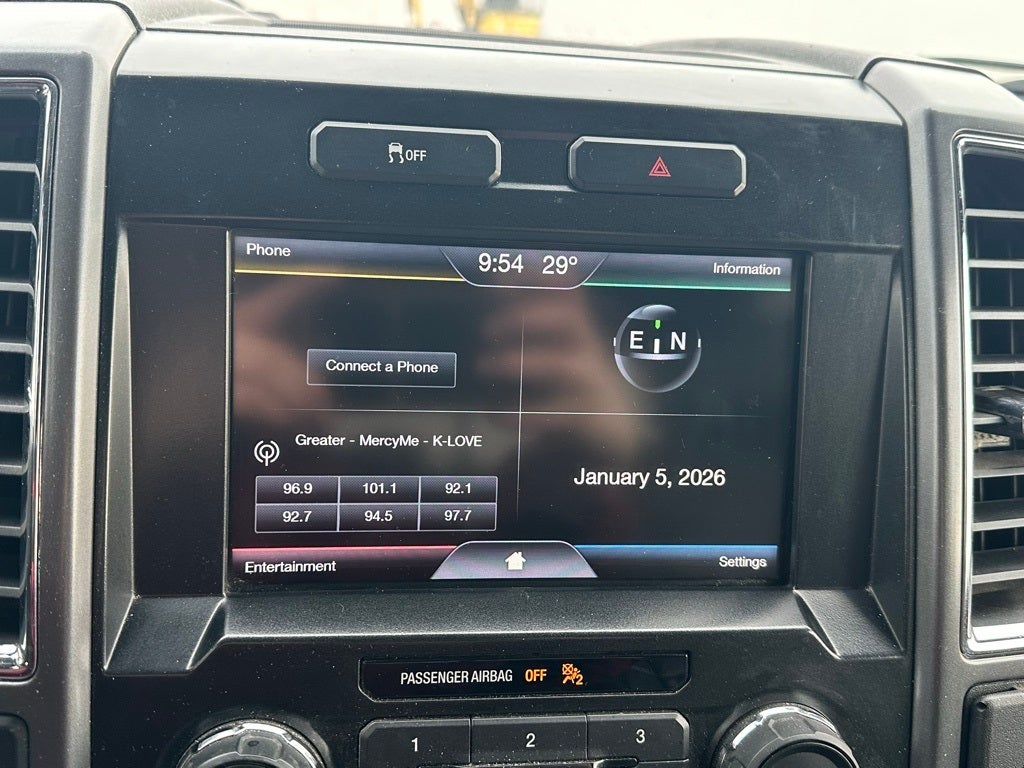 OFF
Phone
9:54 29°
Information
E N
Connect a Phone
Greater - MercyMe - K-LOVE
96.9 101.1 92.1
92.7 94.5 97.7
January 5, 2026
Entertainment
Settings
PASSENGER AIRBAG OFF 2
1 2 3